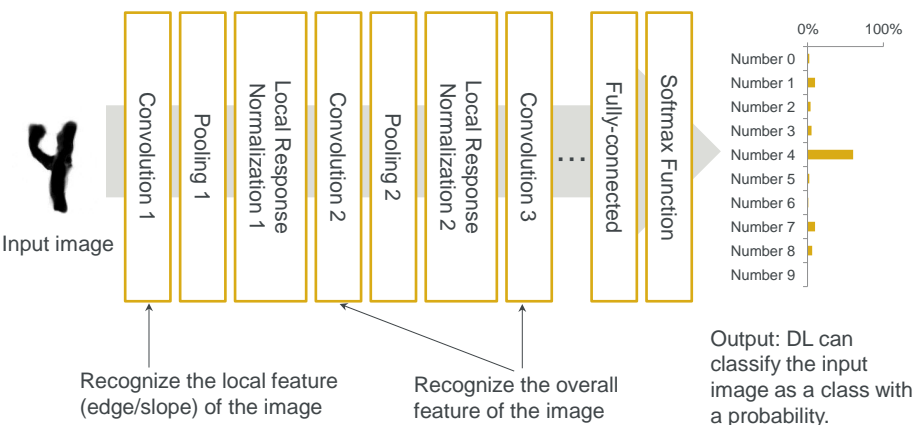 0% 100%
Number 0
Number 1
Number 2
Number 3
Number 4
Number 5
Number 6
Number 7
Number 8
Number 9
Input image
Convolution 1
Pooling 1
Local Response
Normalization 1
Convolution 2
Pooling 2
Local Response
Normalization 2
Convolution 3
...
Fully-connected
Softmax Function
Recognize the local feature
(edge/slope) of the image
Recognize the overall
feature of the image
Output: DL can
classify the input
image as a class with
a probability.